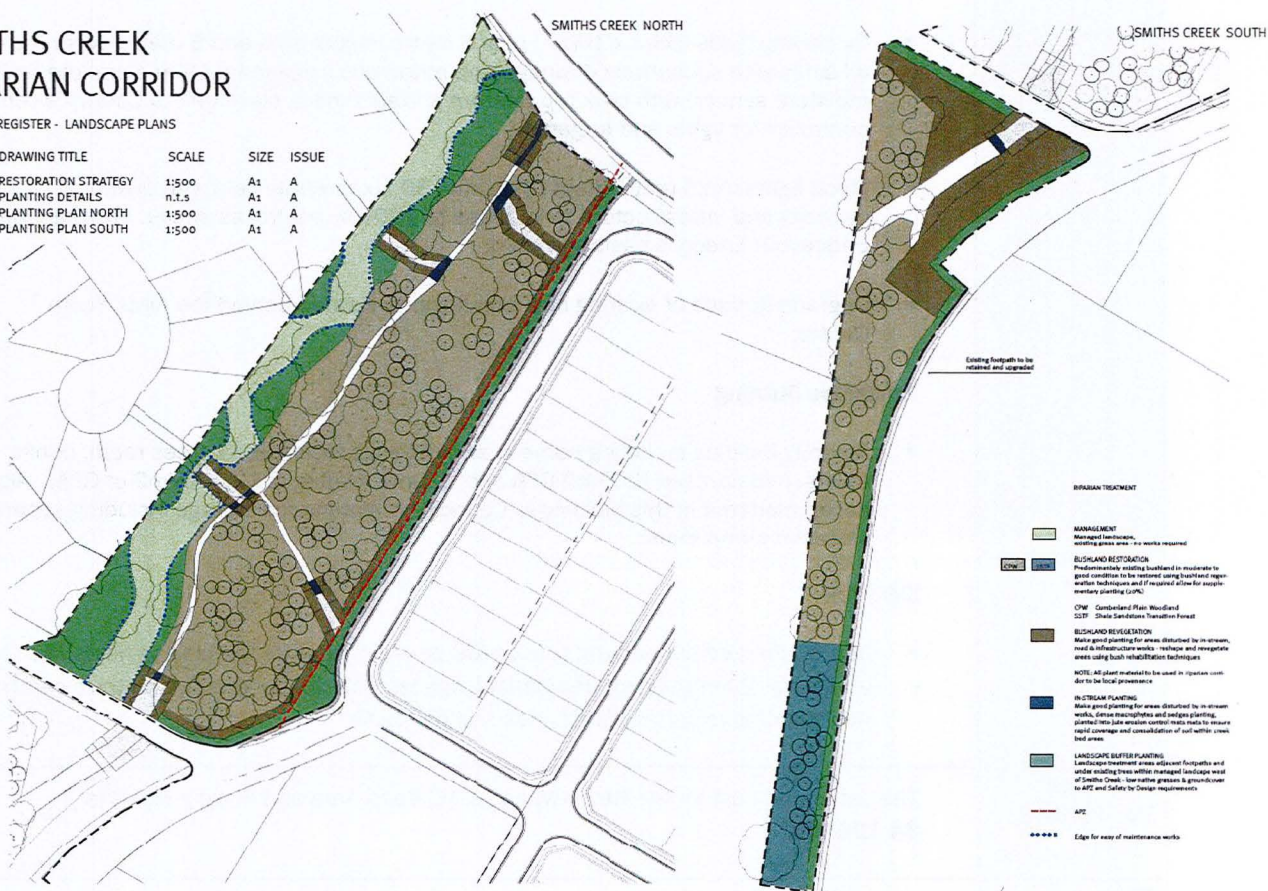 THS CREEK
ARIAN CORRIDOR
REGISTER - LANDSCAPE PLANS
DRAWING TITLE SCALE SIZE ISSUE
RESTORATION STRATEGY 1:500 A1 A
PLANTING DETAILS n.t.s A1 A
PLANTING PLAN NORTH 1:500 A1 A
PLANTING PLAN SOUTH 1:500 A1 A
SMITHS CREEK NORTH
SMITHS CREEK SOUTH
Existing footpath to be
retained and upgraded
RIPARIAN TREATMENT
MANAGEMENT
Managed landscape,
existing grass area - no works required
CPW SSTF
BUSHLAND RESTORATION
Predominantely existing bushland in moderate to
good condition to be restored using bushland regen-
eration techniques and if required allow for supple-
mentary planting (20%)
CPW Cumberland Plain Woodland
SSTF Shale Sandstone Transition Forest
BUSHLAND REVEGETATION
Make good planting for areas disturbed by in-stream,
road & infrastructure works - reshape and revegetate
areas using bush rehabilitation techniques
NOTE: All plant material to be used in riparian corri-
dor to be local provenance
IN-STREAM PLANTING
Make good planting for areas disturbed by in-stream
works, dense macrophytes and sedges planting,
planted into jute erosion control mats mats to ensure
rapid coverage and consolidation of soil within creek
bed areas
LANDSCAPE BUFFER PLANTING
Landscape treatment areas adjacent footpaths and
under existing trees within managed landscape west
of Smiths Creek - low native grasses & groundcover
to APZ and Safety by Design requirements
APZ
Edge for easy of maintenance works